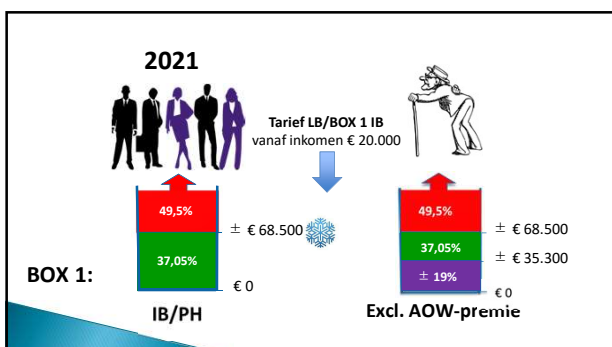 2021
Tarief LB/BOX 1 IB
vanaf inkomen € 20.000
49,5%
± € 68.500
37,05%
€ 0
BOX 1:
IB/PH
49,5%
± € 68.500
37,05%
± € 35.300
± 19%
€ 0
Excl. AOW-premie